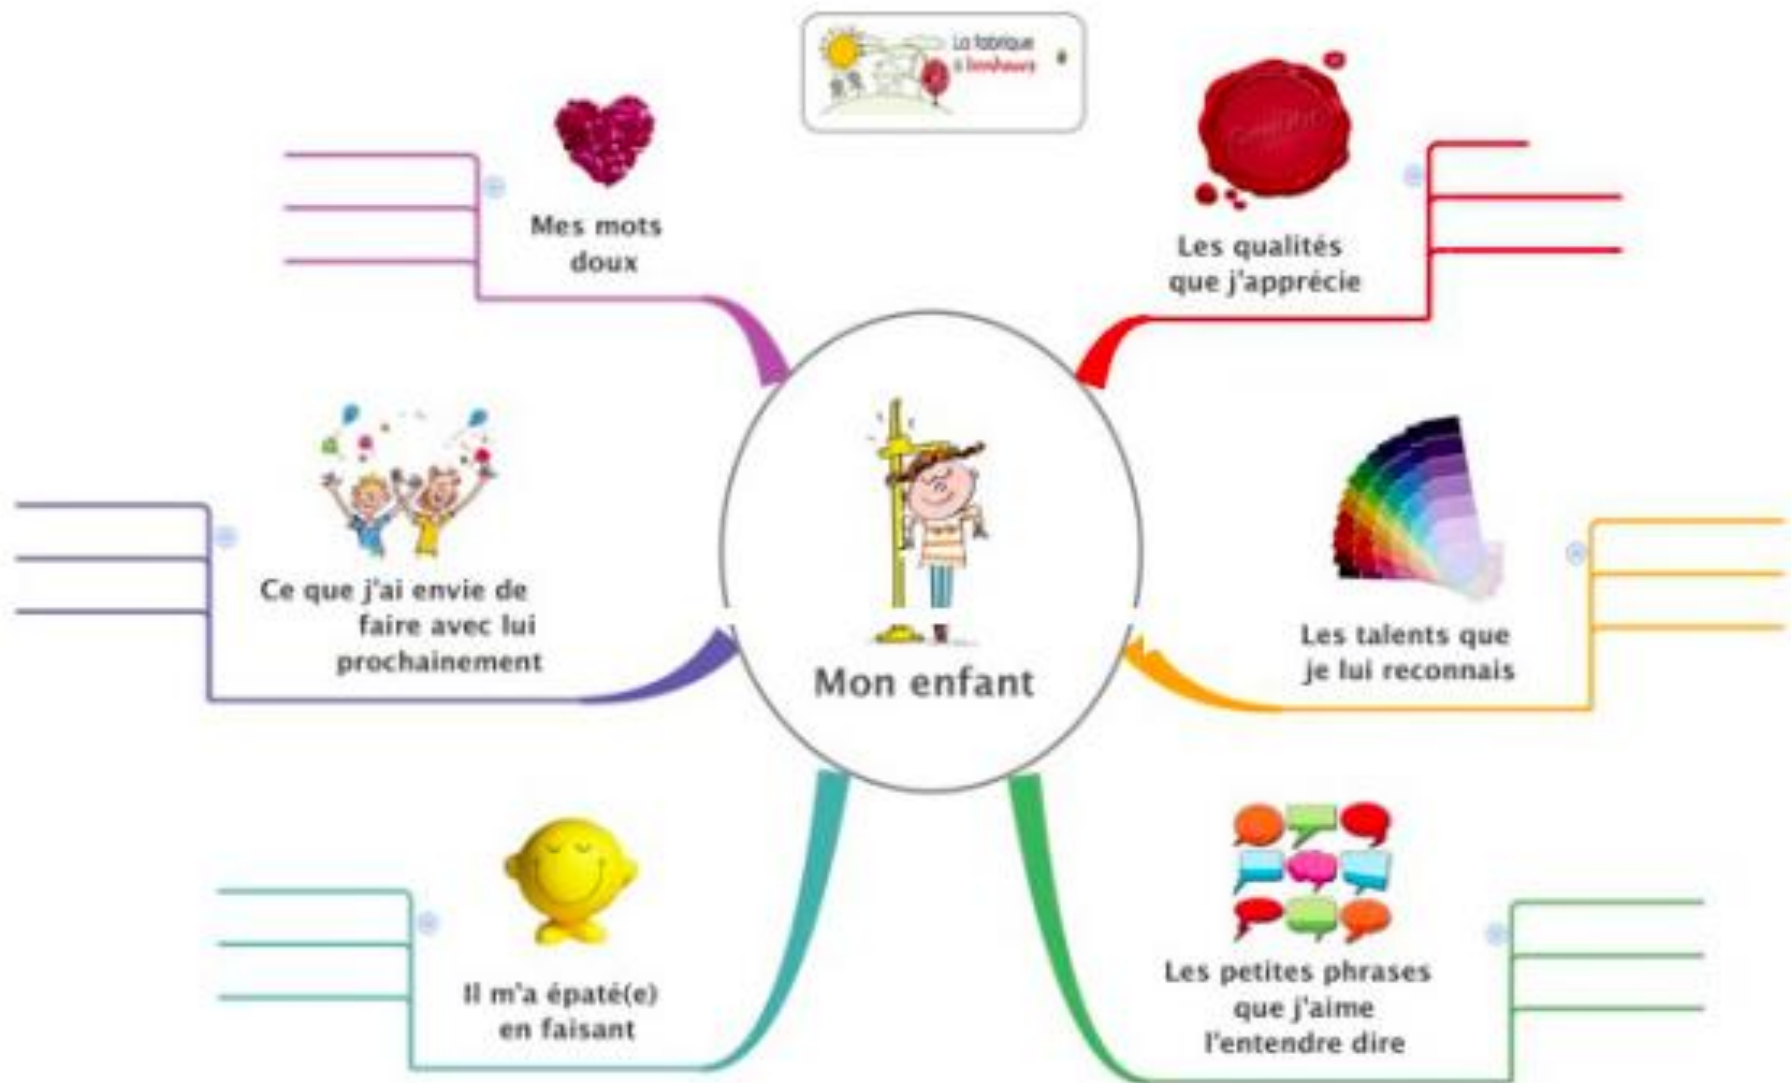 La fabrique
à bonheurs
Mes mots
doux
Les qualités
que j'apprécie
Ce que j'ai envie de
faire avec lui
prochainement
Mon enfant
Les talents que
je lui reconnais
Il m'a épaté(e)
en faisant
Les petites phrases
que j'aime
l'entendre dire